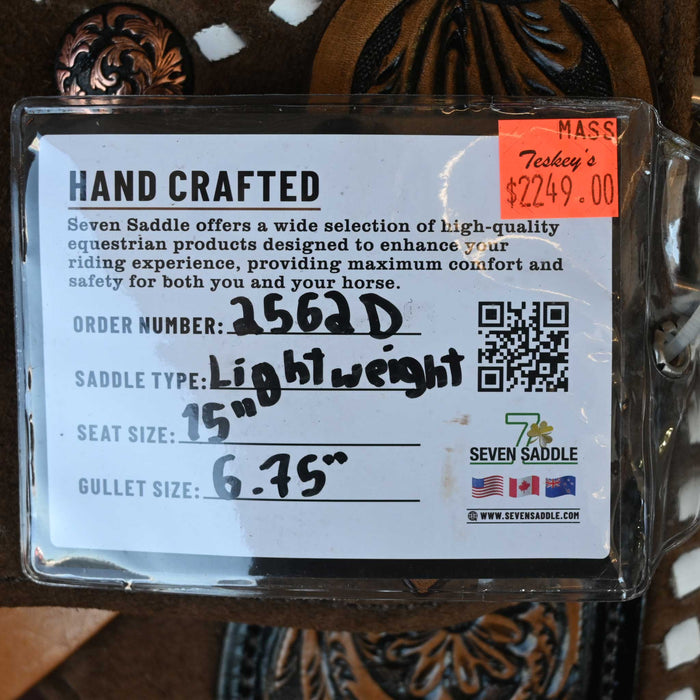 MASS
Teskey's
$2249.00
HAND CRAFTED
Seven Saddle offers a wide selection of high-quality
equestrian products designed to enhance your
riding experience, providing maximum comfort and
safety for both you and your horse.
ORDER NUMBER: 2562D
SADDLE TYPE: Lightweight
SEAT SIZE: 15"
GULLET SIZE: 6.75"
7
SEVEN SADDLE
WWW.SEVENSADDLE.COM